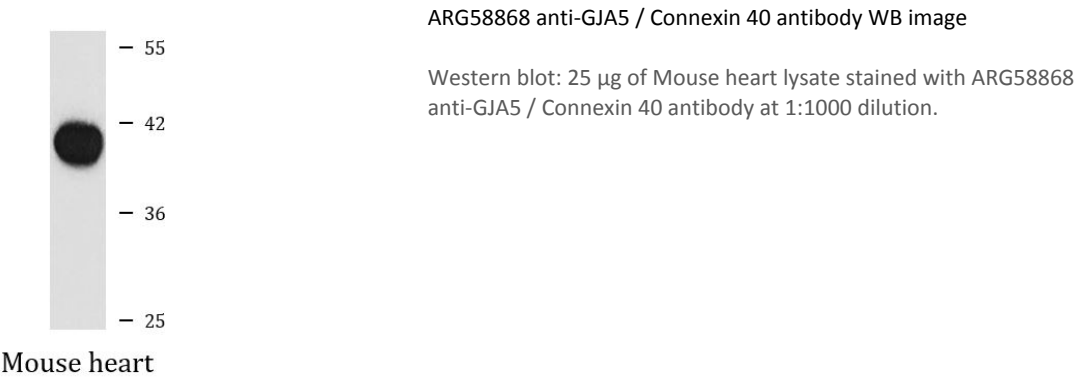 ARG58868 anti-GJA5 / Connexin 40 antibody WB image
Western blot: 25 µg of Mouse heart lysate stained with ARG58868
anti-GJA5 / Connexin 40 antibody at 1:1000 dilution.
55
42
36
25
Mouse heart